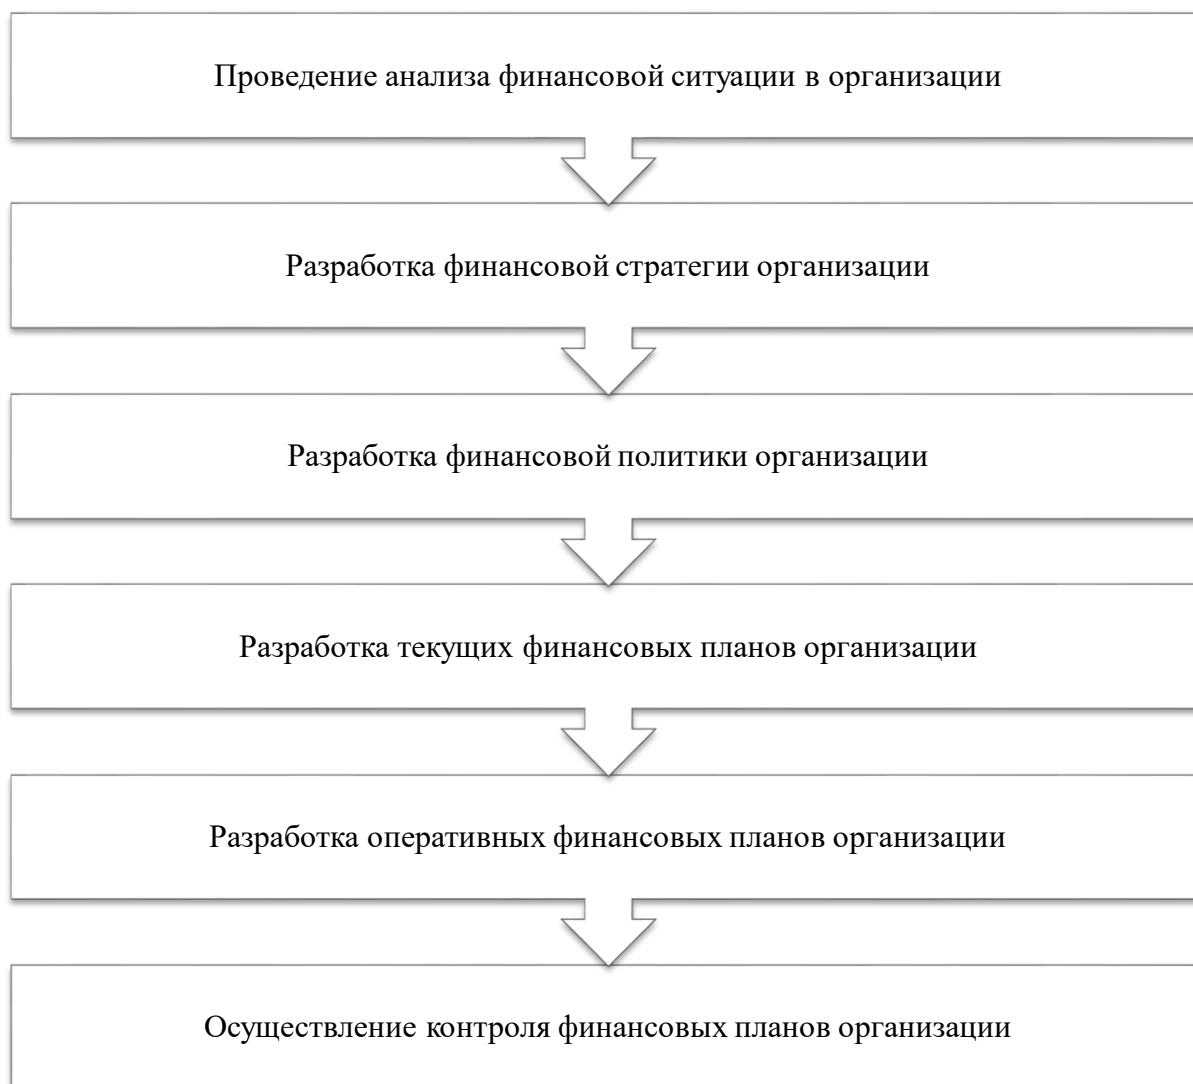 Проведение анализа финансовой ситуации в организации
Разработка финансовой стратегии организации
Разработка финансовой политики организации
Разработка текущих финансовых планов организации
Разработка оперативных финансовых планов организации
Осуществление контроля финансовых планов организации